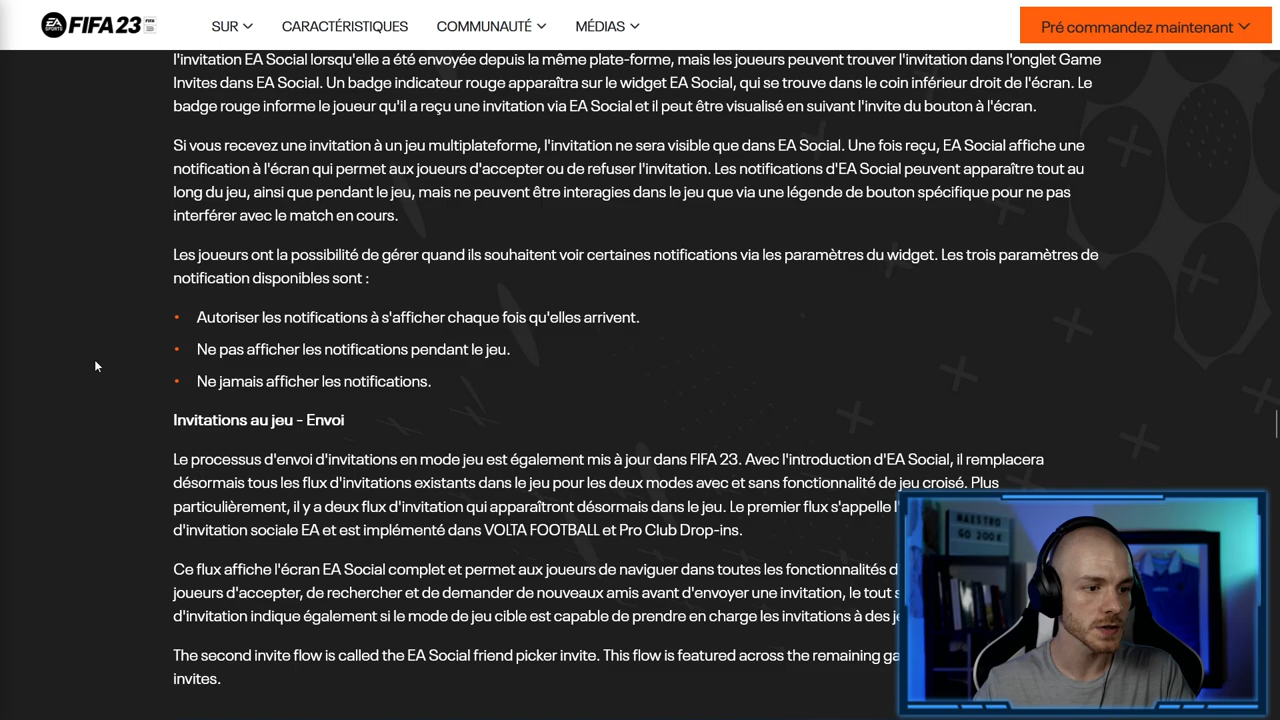 EA SPORTS FIFA 23
SUR CARACTÉRISTIQUES COMMUNAUTÉ MÉDIAS Pré commandez maintenant
l'invitation EA Social lorsqu'elle a été envoyée depuis la même plate-forme, mais les joueurs peuvent trouver l'invitation dans l'onglet Game
Invites dans EA Social. Un badge indicateur rouge apparaîtra sur le widget EA Social, qui se trouve dans le coin inférieur droit de l'écran. Le
badge rouge informe le joueur qu'il a reçu une invitation via EA Social et il peut être visualisé en suivant l'invite du bouton à l'écran.
Si vous recevez une invitation à un jeu multiplateforme, l'invitation ne sera visible que dans EA Social. Une fois reçu, EA Social affiche une
notification à l'écran qui permet aux joueurs d'accepter ou de refuser l'invitation. Les notifications d'EA Social peuvent apparaître tout au
long du jeu, ainsi que pendant le jeu, mais ne peuvent être interagies dans le jeu que via une légende de bouton spécifique pour ne pas
interférer avec le match en cours.
Les joueurs ont la possibilité de gérer quand ils souhaitent voir certaines notifications via les paramètres du widget. Les trois paramètres de
notification disponibles sont :
• Autoriser les notifications à s'afficher chaque fois qu'elles arrivent.
• Ne pas afficher les notifications pendant le jeu.
• Ne jamais afficher les notifications.
Invitations au jeu - Envoi
Le processus d'envoi d'invitations en mode jeu est également mis à jour dans FIFA 23. Avec l'introduction d'EA Social, il remplacera
désormais tous les flux d'invitations existants dans le jeu pour les deux modes avec et sans fonctionnalité de jeu croisé. Plus
particulièrement, il y a deux flux d'invitation qui apparaîtront désormais dans le jeu. Le premier flux s'appelle
d'invitation sociale EA et est implémenté dans VOLTA FOOTBALL et Pro Club Drop-ins.
Ce flux affiche l'écran EA Social complet et permet aux joueurs de naviguer dans toutes les fonctionnalités
joueurs d'accepter, de rechercher et de demander de nouveaux amis avant d'envoyer une invitation, le tout
d'invitation indique également si le mode de jeu cible est capable de prendre en charge les invitations à des
The second invite flow is called the EA Social friend picker invite. This flow is featured across the remaining
invites.
MAESTRO
GO 200€